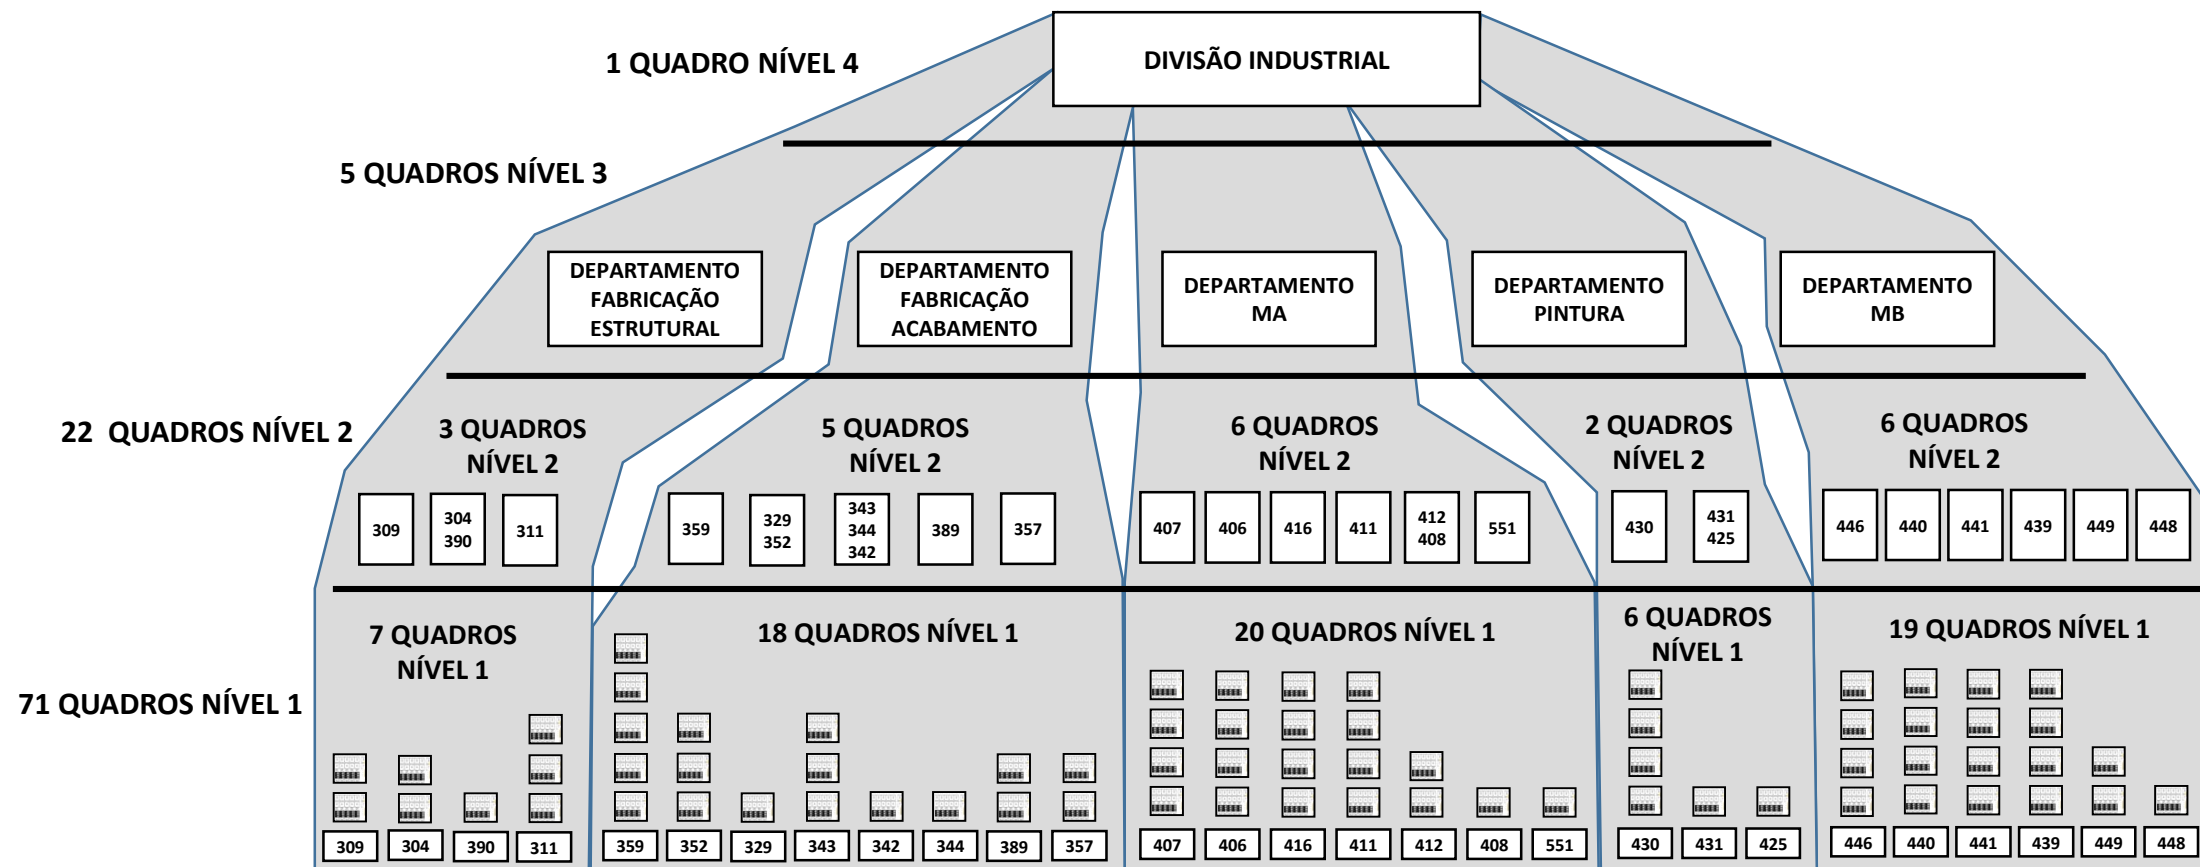 1 QUADRO NÍVEL 4
DIVISÃO INDUSTRIAL
5 QUADROS NÍVEL 3
DEPARTAMENTO
FABRICAÇÃO
ESTRUTURAL
DEPARTAMENTO
FABRICAÇÃO
ACABAMENTO
DEPARTAMENTO
MA
DEPARTAMENTO
PINTURA
DEPARTAMENTO
MB
22 QUADROS NÍVEL 2
3 QUADROS
NÍVEL 2
5 QUADROS
NÍVEL 2
6 QUADROS
NÍVEL 2
2 QUADROS
NÍVEL 2
6 QUADROS
NÍVEL 2
309
304
390
311
359
329
352
343
344
342
389
357
407
406
416
411
412
408
551
430
431
425
446
440
441
439
449
448
71 QUADROS NÍVEL 1
7 QUADROS
NÍVEL 1
18 QUADROS NÍVEL 1
20 QUADROS NÍVEL 1
6 QUADROS
NÍVEL 1
19 QUADROS NÍVEL 1
309
304
390
311
359
352
329
343
342
344
389
357
407
406
416
411
412
408
551
430
431
425
446
440
441
439
449
448